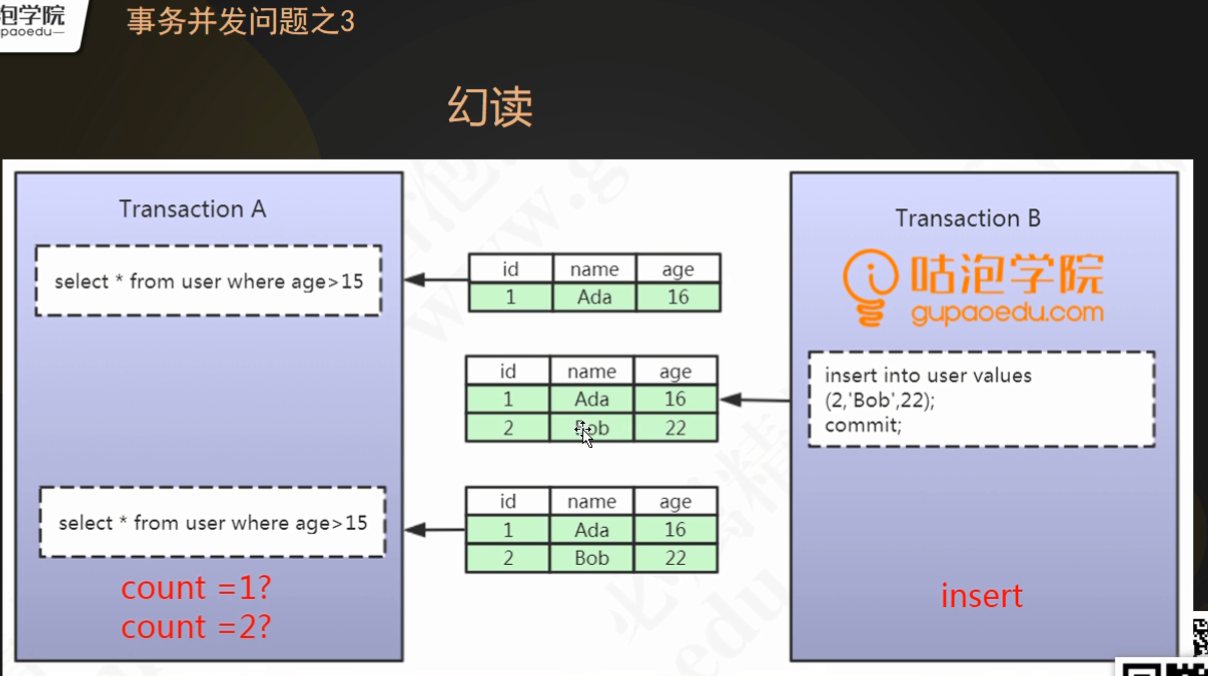 泡学院
paoedu
事务并发问题之3
幻读
Transaction A
select * from user where age>15
id name age
1 Ada 16
Transaction B
咕泡学院
gupaoedu.com
id name age
1 Ada 16
2 Bob 22
insert into user values
(2,'Bob',22);
commit;
select * from user where age>15
id name age
1 Ada 16
2 Bob 22
count =1?
count =2?
insert